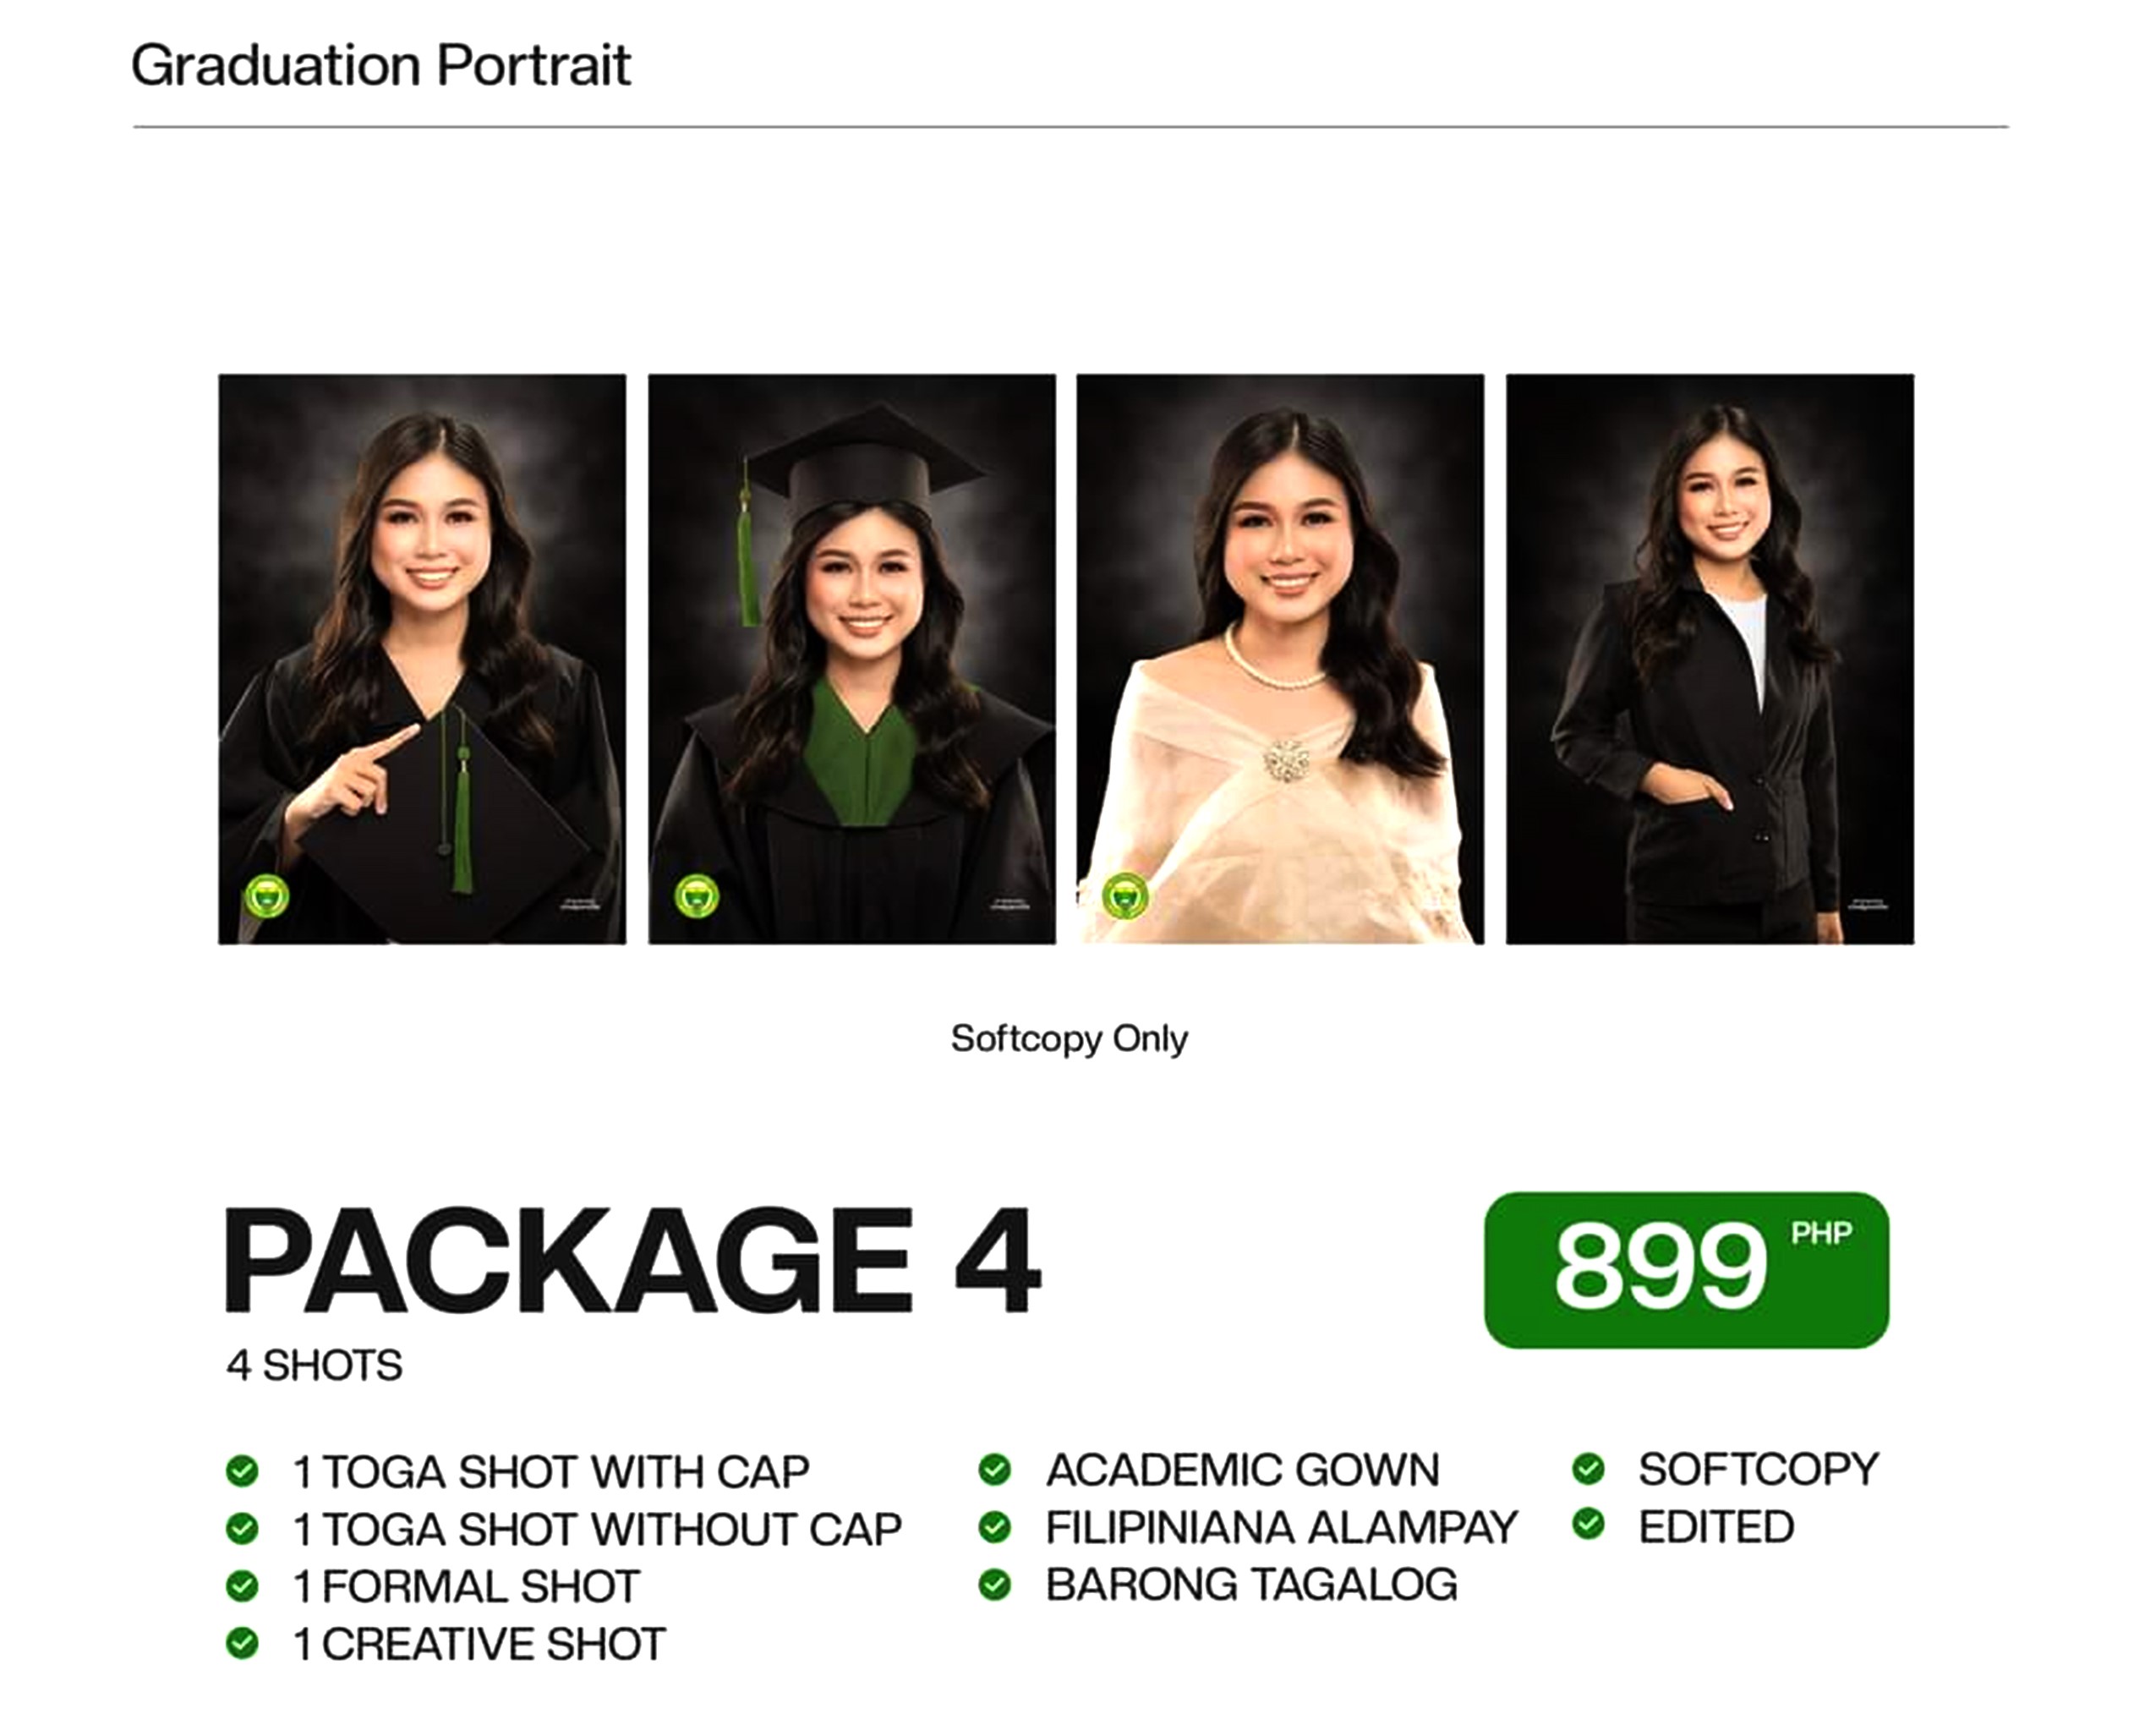 Graduation Portrait
Softcopy Only
PACKAGE 4
899 PHP
4 SHOTS
1 TOGA SHOT WITH CAP
1 TOGA SHOT WITHOUT CAP
1 FORMAL SHOT
1 CREATIVE SHOT
ACADEMIC GOWN
FILIPINIANA ALAMPAY
BARONG TAGALOG
SOFTCOPY
EDITED